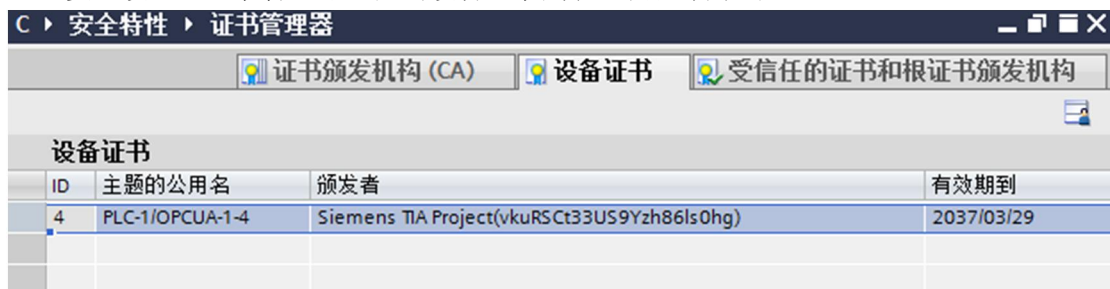 C ▸ 安全特性 ▸ 证书管理器
证书颁发机构 (CA) 设备证书 受信任的证书和根证书颁发机构
设备证书
ID 主题的公用名 颁发者 有效期到
4 PLC-1/OPCUA-1-4 Siemens TIA Project(vkuRSCt33US9Yzh86ls0hg) 2037/03/29